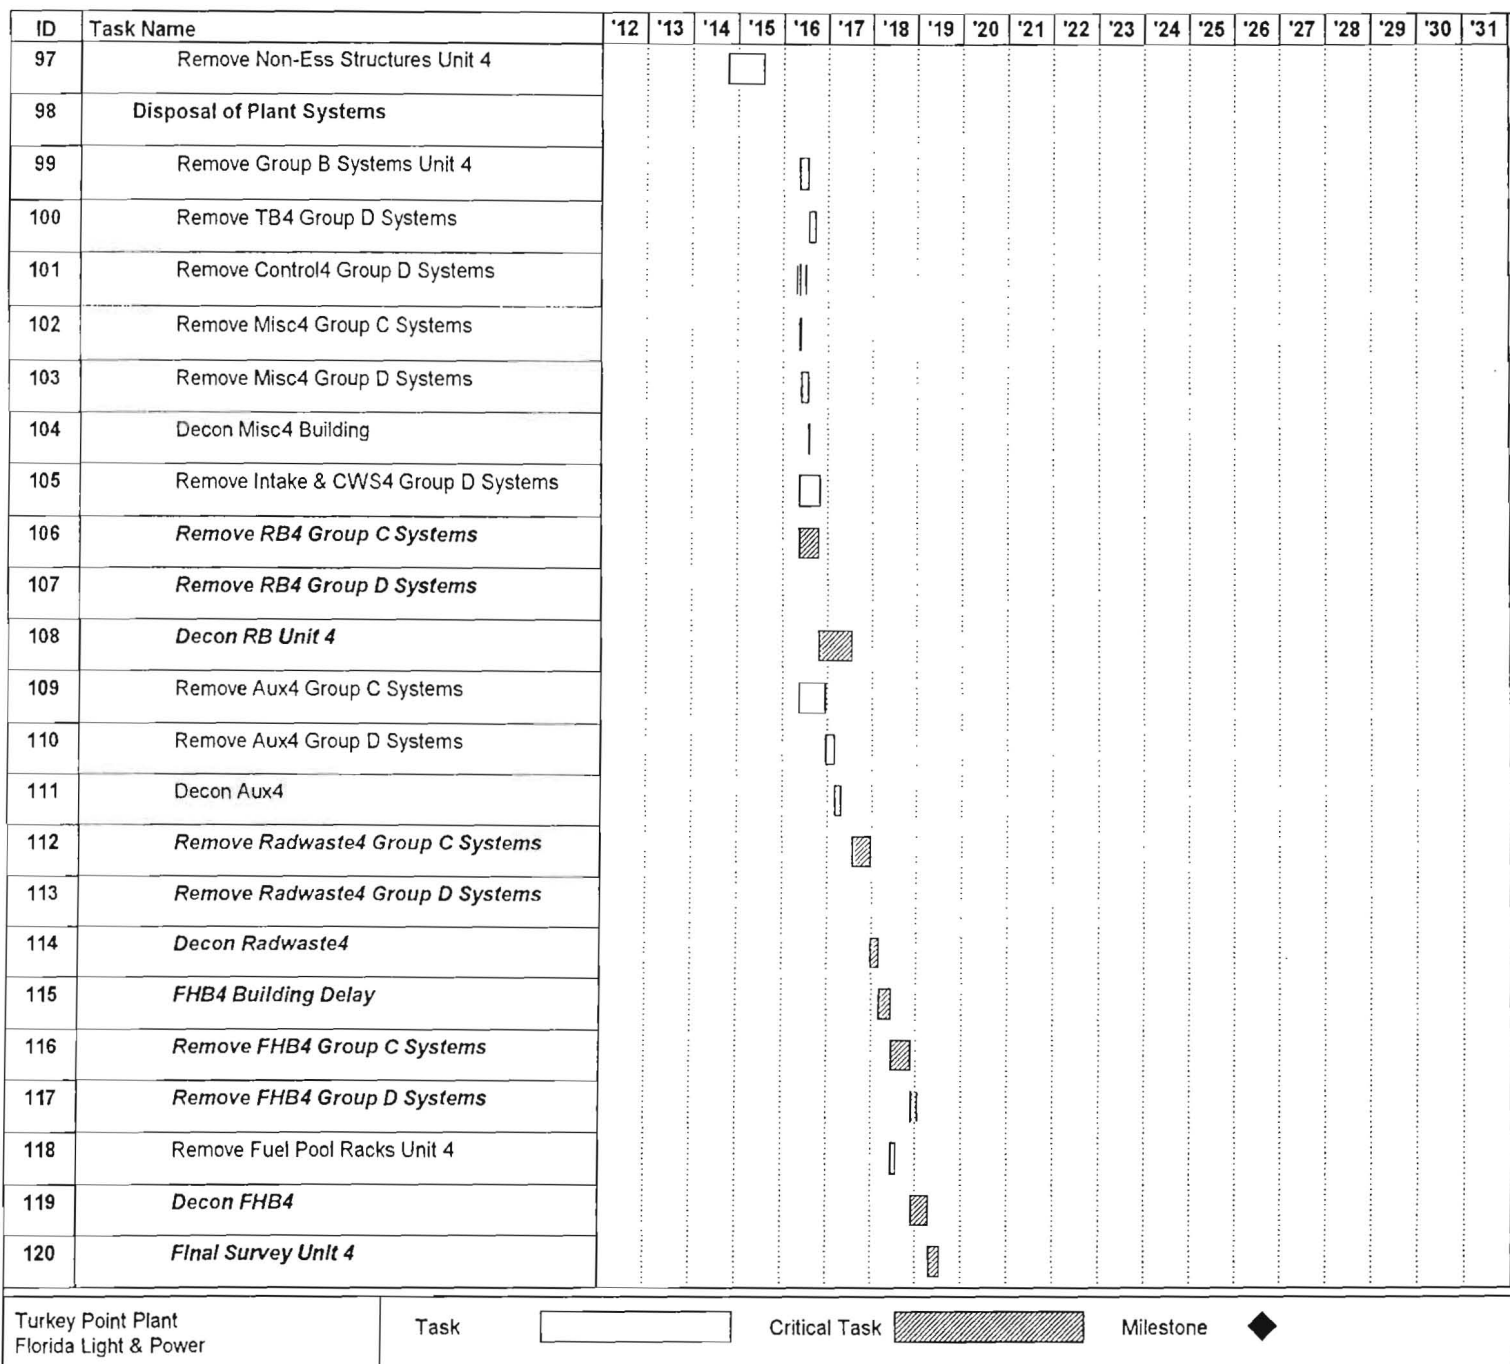 ID Task Name '12 '13 '14 '15 '16 '17 '18 '19 '20 '21 '22 '23 '24 '25 '26 '27 '28 '29 '30 '31
97 Remove Non-Ess Structures Unit 4
98 Disposal of Plant Systems
99 Remove Group B Systems Unit 4
100 Remove TB4 Group D Systems
101 Remove Control4 Group D Systems
102 Remove Misc4 Group C Systems
103 Remove Misc4 Group D Systems
104 Decon Misc4 Building
105 Remove Intake & CWS4 Group D Systems
106 Remove RB4 Group C Systems
107 Remove RB4 Group D Systems
108 Decon RB Unit 4
109 Remove Aux4 Group C Systems
110 Remove Aux4 Group D Systems
111 Decon Aux4
112 Remove Radwaste4 Group C Systems
113 Remove Radwaste4 Group D Systems
114 Decon Radwaste4
115 FHB4 Building Delay
116 Remove FHB4 Group C Systems
117 Remove FHB4 Group D Systems
118 Remove Fuel Pool Racks Unit 4
119 Decon FHB4
120 Final Survey Unit 4
Turkey Point Plant
Florida Light & Power
Task Critical Task Milestone